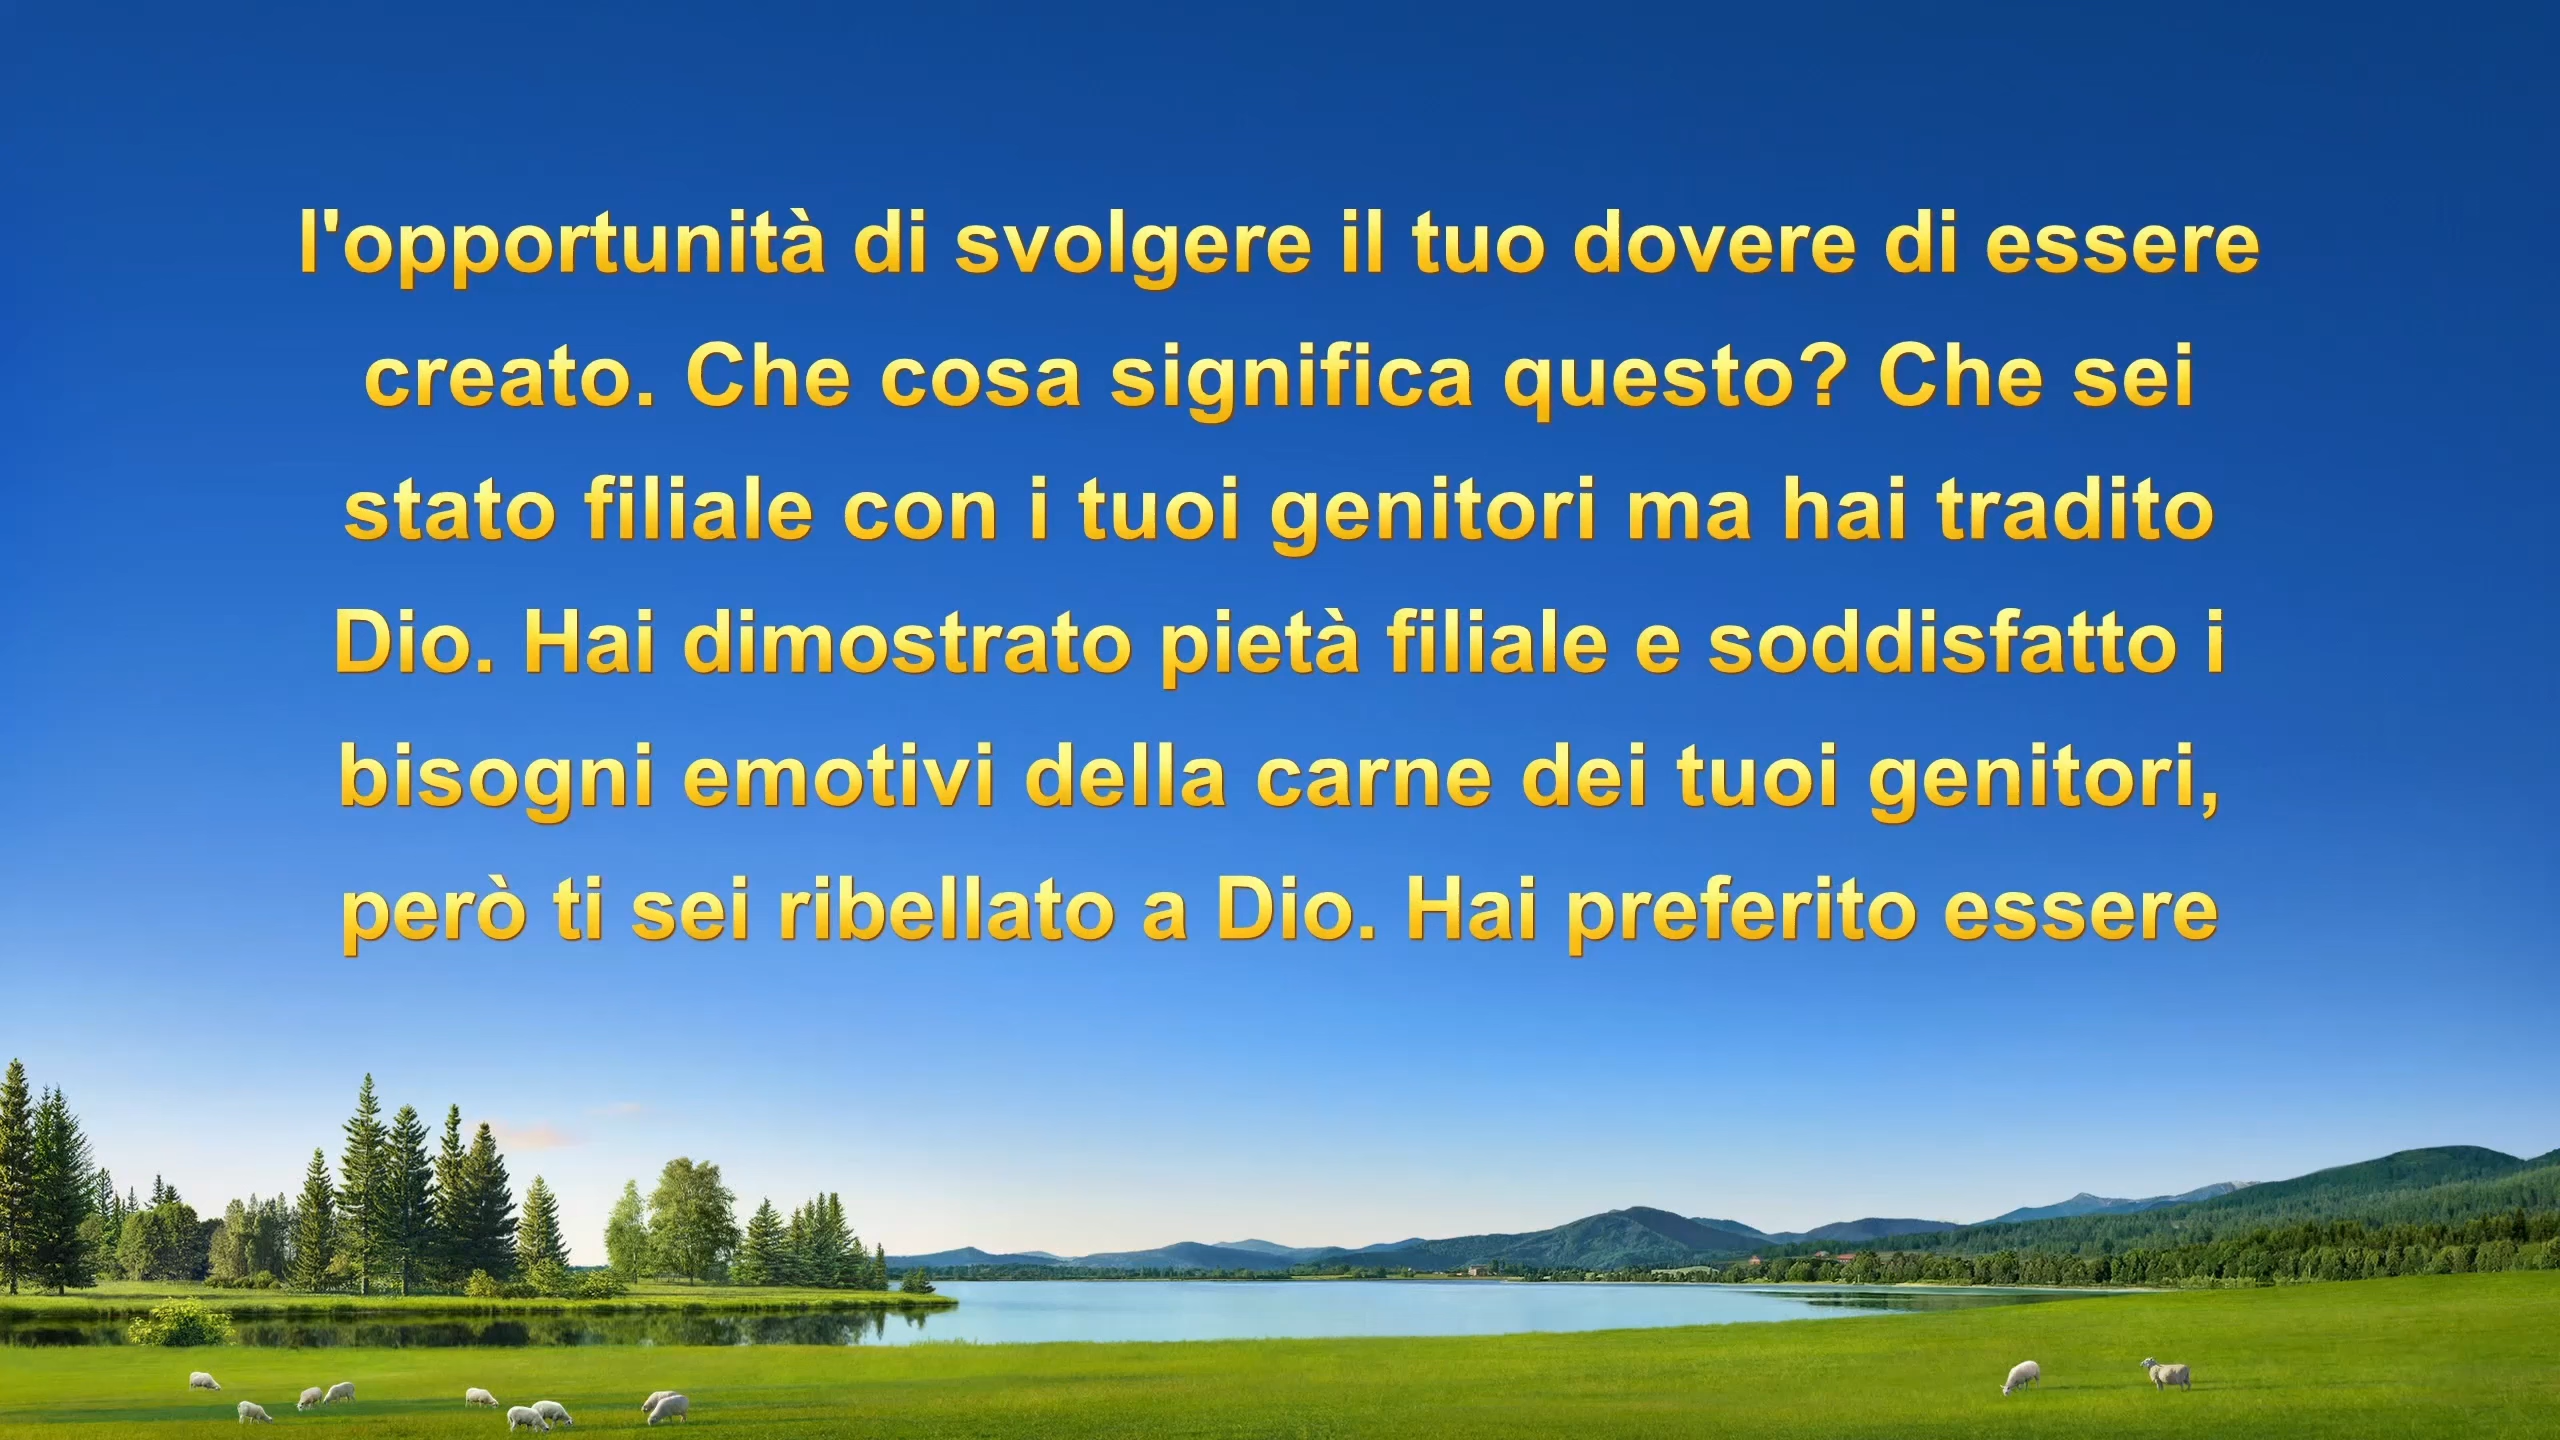 l'opportunità di svolgere il tuo dovere di essere
creato. Che cosa significa questo? Che sei
stato filiale con i tuoi genitori ma hai tradito
Dio. Hai dimostrato pietà filiale e soddisfatto i
bisogni emotivi della carne dei tuoi genitori,
però ti sei ribellato a Dio. Hai preferito essere